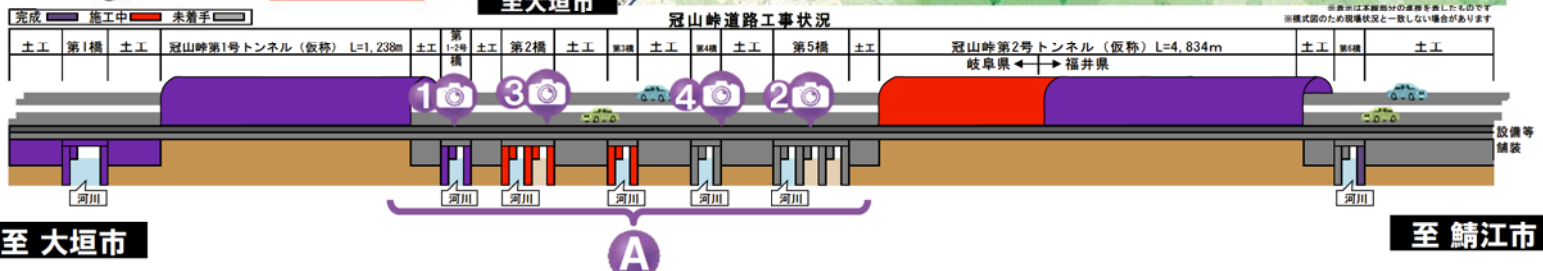 至大垣市
完成 施工中 未着手
冠山峠道路工事状況
※表示は本線部分の進捗を表したものです
※模式図のため現場状況と一致しない場合があります
土工 第1橋 土工 冠山峠第1号トンネル（仮称） L=1,238m 土工 第1-2号橋 土工 第2橋 土工 第3橋 土工 第4橋 土工 第5橋 土工 冠山峠第2号トンネル（仮称）L=4,834m 土工 第6橋 土工
岐阜県 ⟷ 福井県
1 3 4 2
設備等
舗装
河川 河川 河川 河川 河川 河川 河川
至 大垣市
A
至 鯖江市